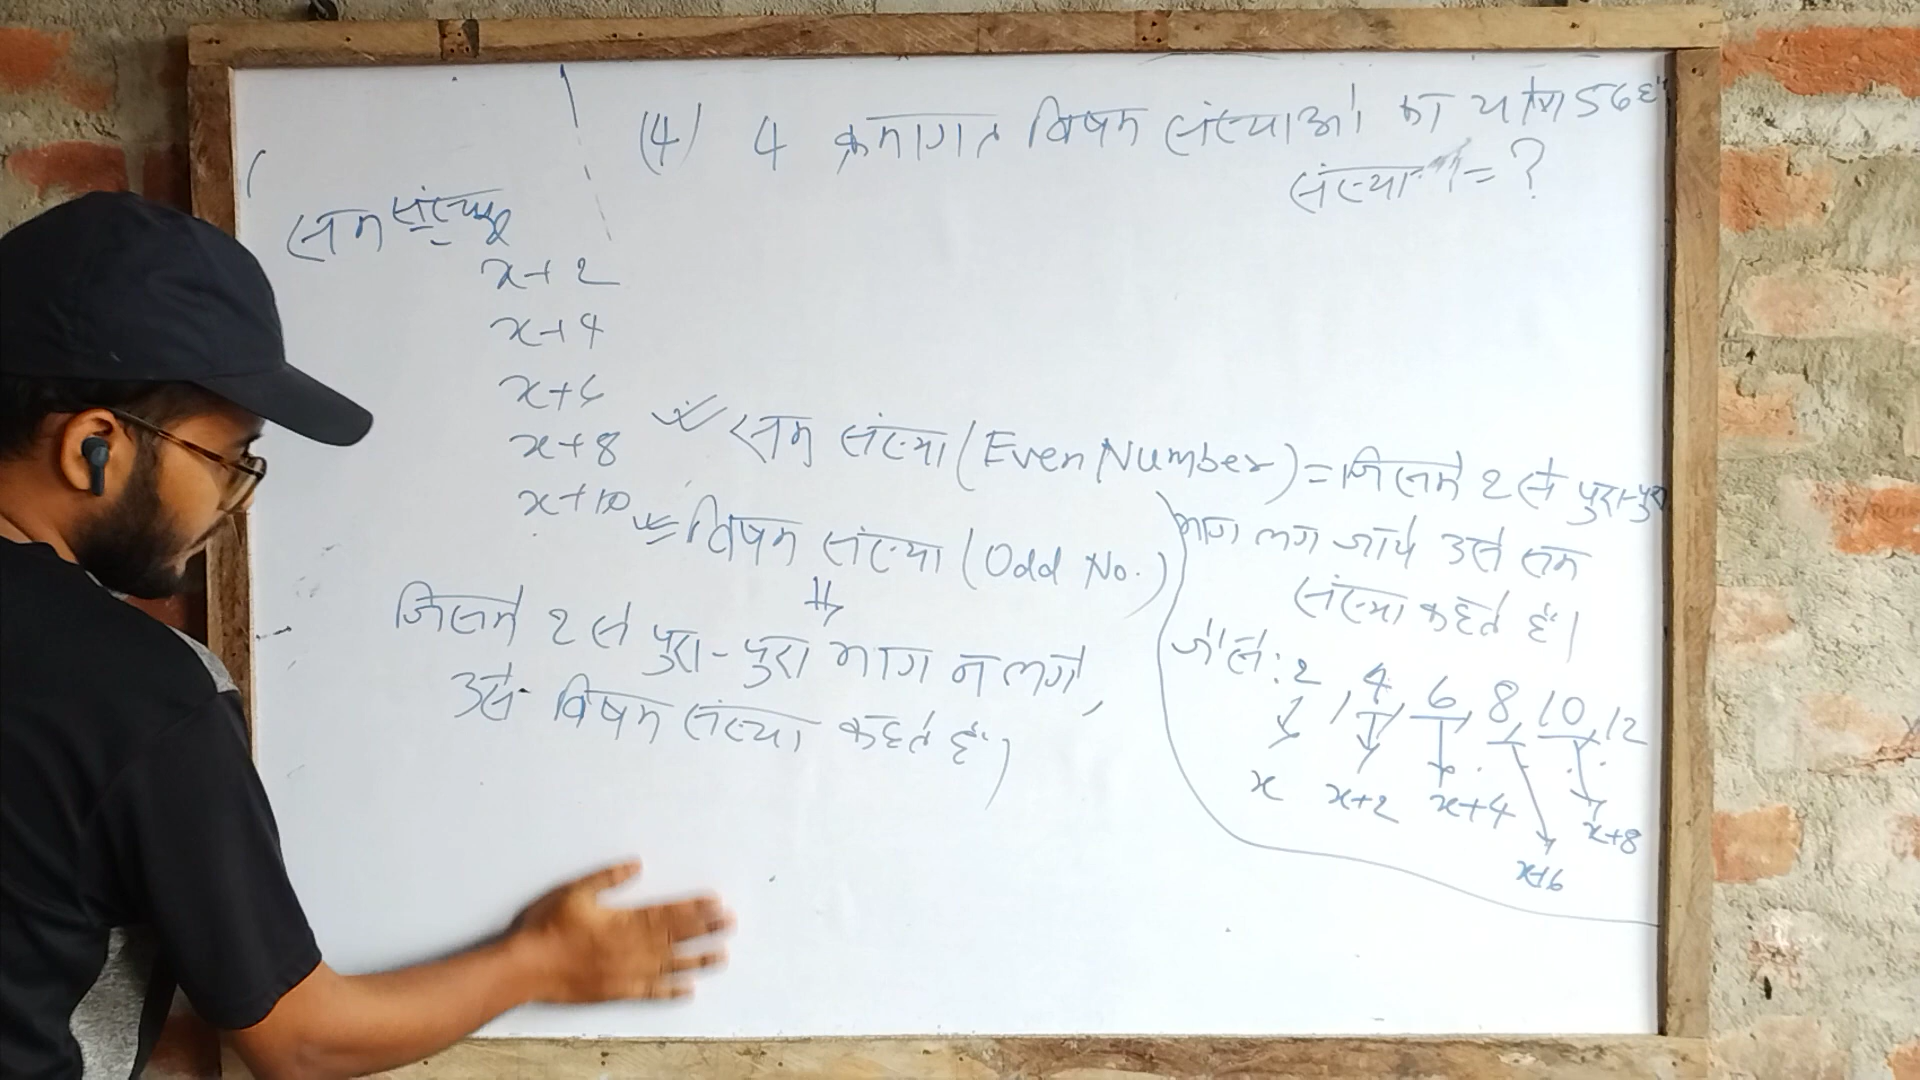 (4) 4 क्रमागत विषम संख्याओं का योग 56 है
संख्या = ?
सम संख्या
x+2
x+4
x+6
x+8
x+10
सम संख्या (Even Number) = जिसमे 2 से पुरा-पुरा
भाग लग जाये उसे सम
संख्या कहते है।
जैसे: 2, 4, 6, 8, 10, 12
x x+2 x+4 x+6 x+8
विषम संख्या (Odd No.)
जिसमे 2 से पुरा-पुरा भाग न लगे,
उसे विषम संख्या कहते है।